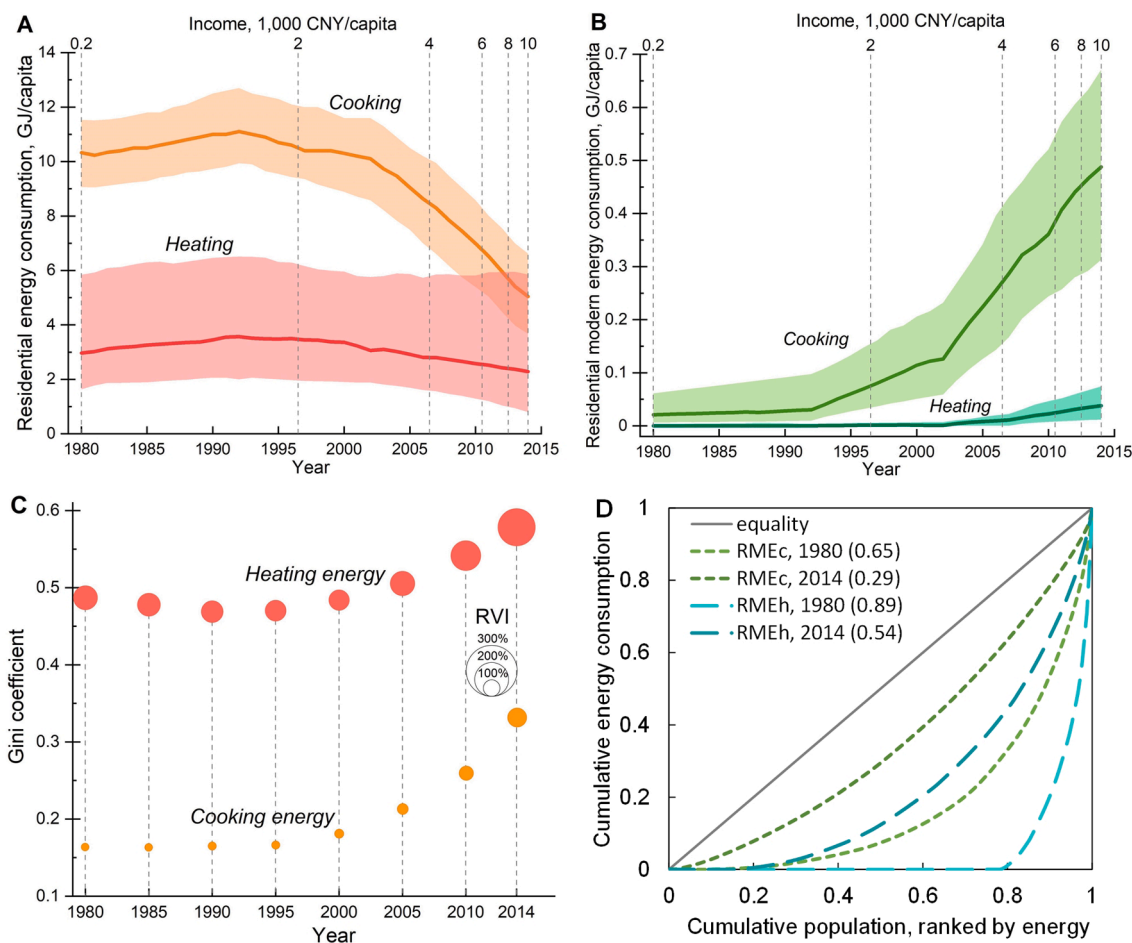 A
Income, 1,000 CNY/capita
0.2 2 4 6 8 10
Residential energy consumption, GJ/capita
14
12
10
8
6
4
2
0
Cooking
Heating
1980 1985 1990 1995 2000 2005 2010 2015
Year
B
Income, 1,000 CNY/capita
0.2 2 4 6 8 10
Residential modern energy consumption, GJ/capita
0.7
0.6
0.5
0.4
0.3
0.2
0.1
0
Cooking
Heating
1980 1985 1990 1995 2000 2005 2010 2015
Year
C
Gini coefficient
0.6
0.5
0.4
0.3
0.2
0.1
Heating energy
RVI
300%
200%
100%
Cooking energy
1980 1985 1990 1995 2000 2005 2010 2014
Year
D
Cumulative energy consumption
1
0.8
0.6
0.4
0.2
0
equality
RMEc, 1980 (0.65)
RMEc, 2014 (0.29)
RMEh, 1980 (0.89)
RMEh, 2014 (0.54)
0 0.2 0.4 0.6 0.8 1
Cumulative population, ranked by energy